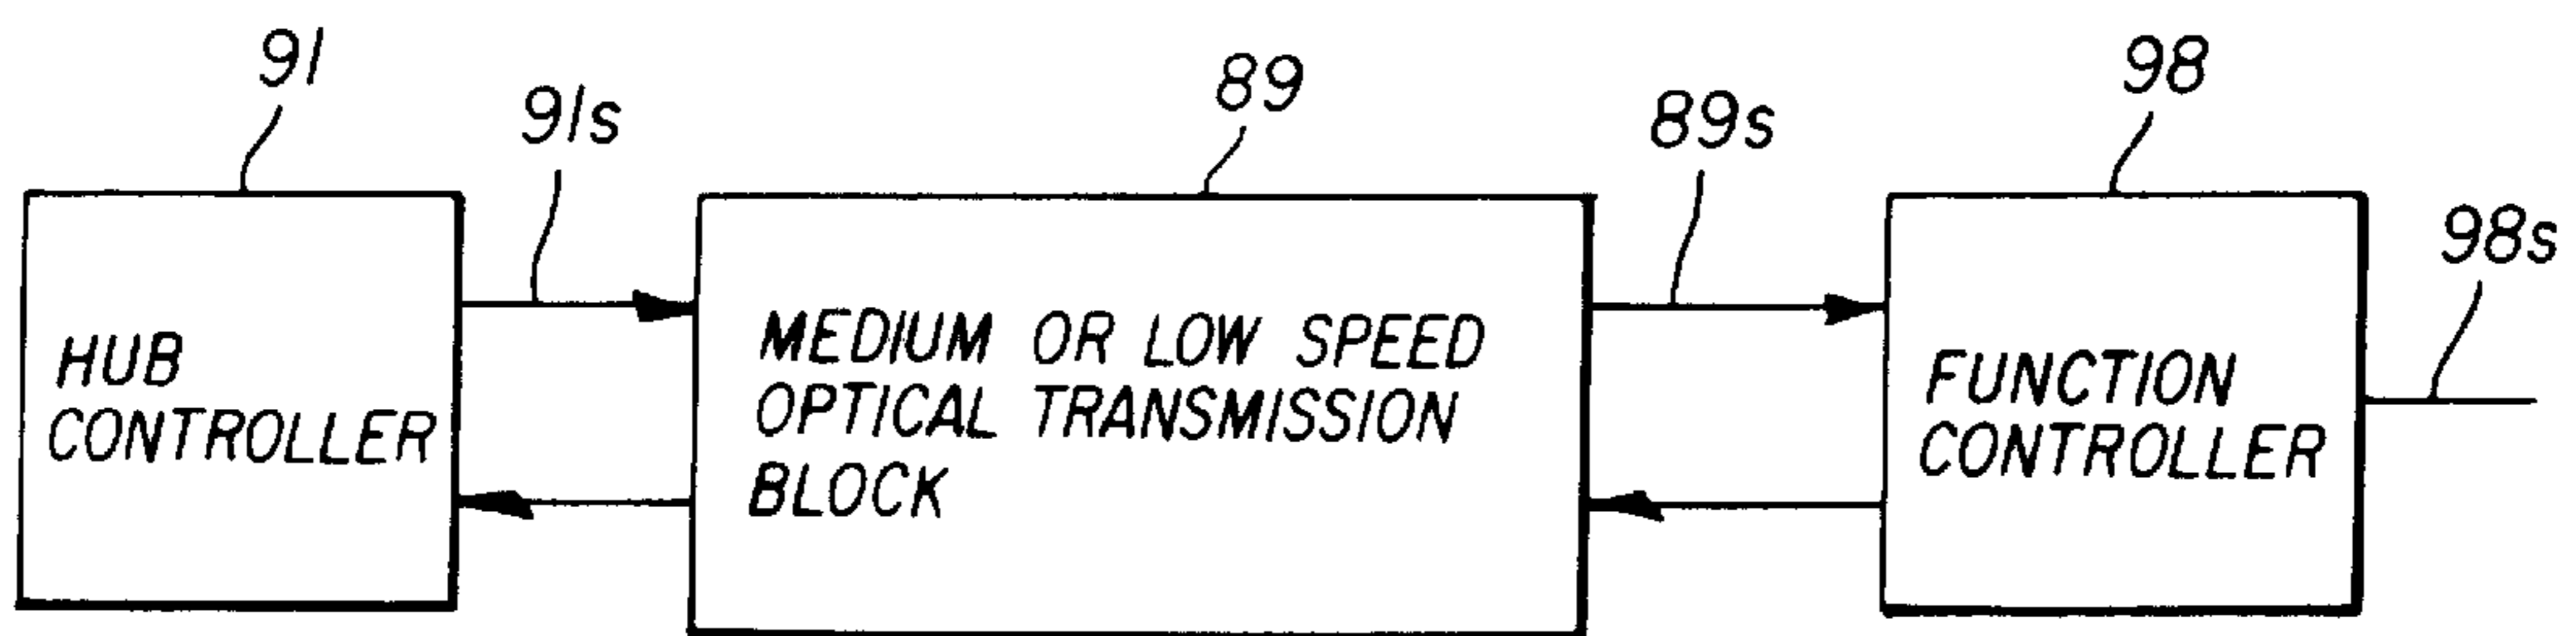 91
91s
89
89s
98
98s
HUB
CONTROLLER
MEDIUM OR LOW SPEED
OPTICAL TRANSMISSION
BLOCK
FUNCTION
CONTROLLER